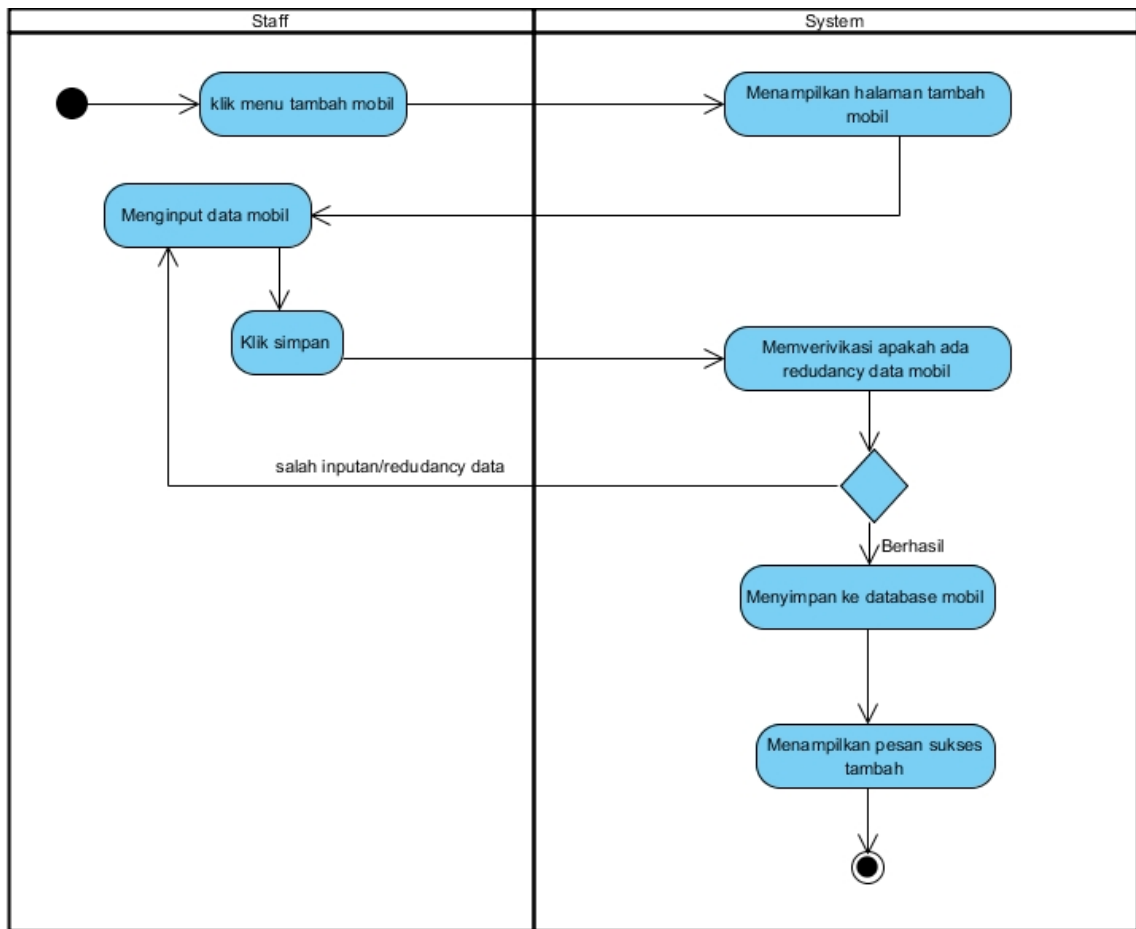 Staff
System
klik menu tambah mobil
Menampilkan halaman tambah
mobil
Menginput data mobil
Klik simpan
Memverivikasi apakah ada
redudancy data mobil
salah inputan/redudancy data
Berhasil
Menyimpan ke database mobil
Menampilkan pesan sukses
tambah